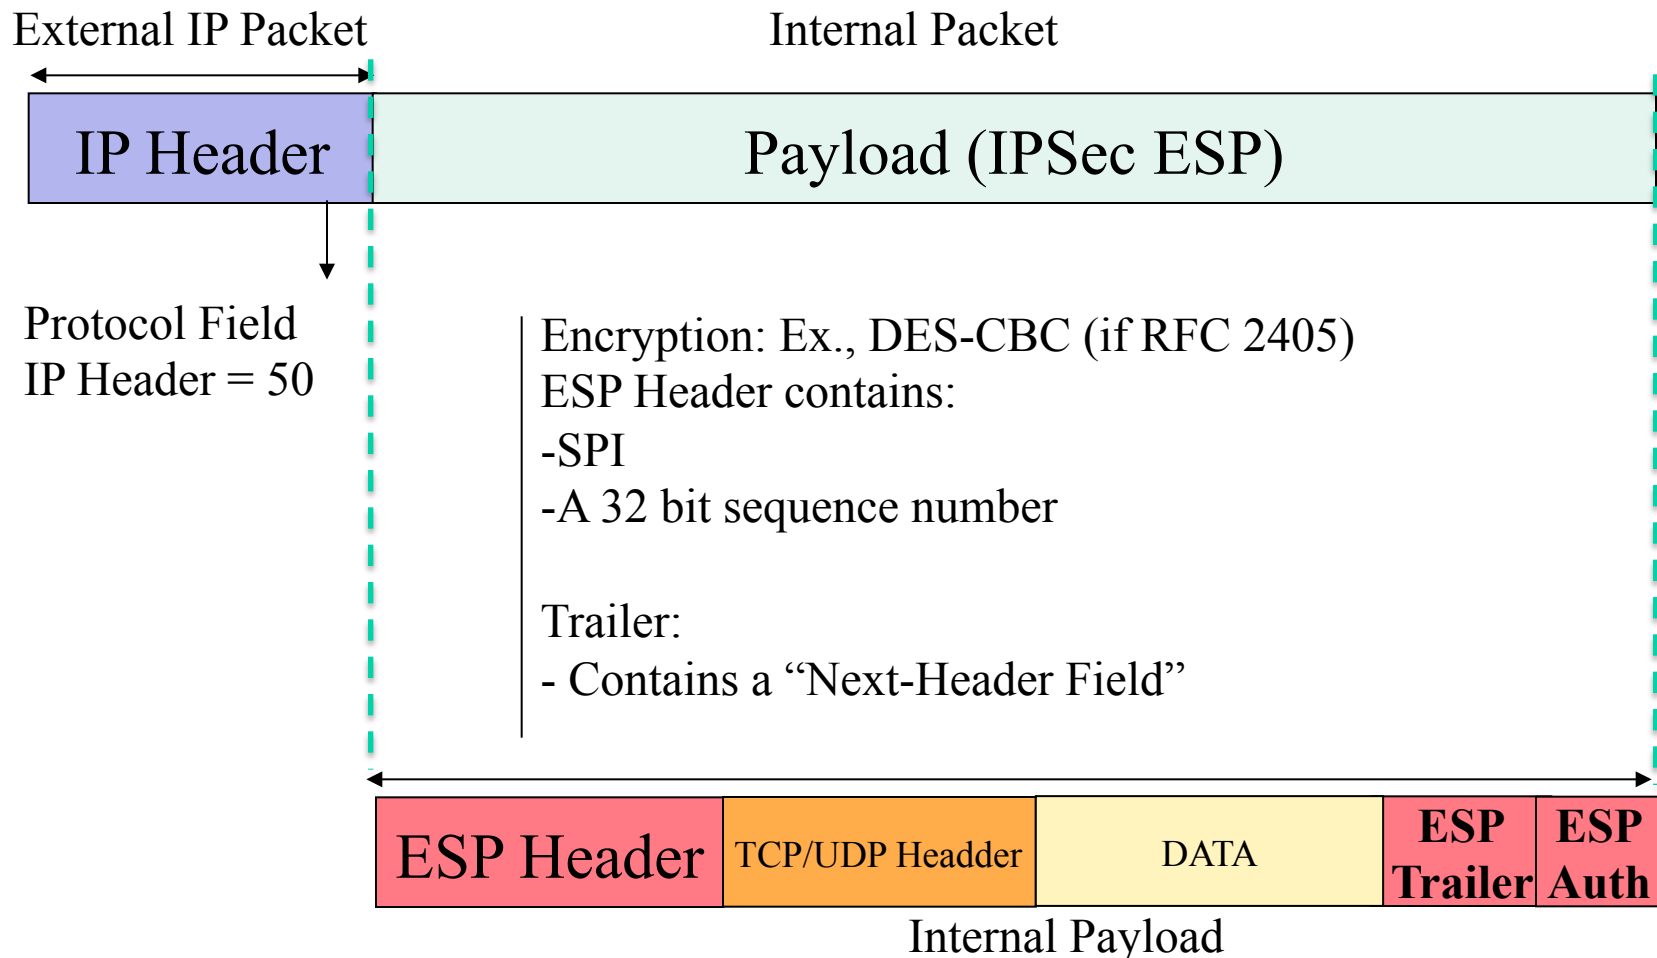 External IP Packet
Internal Packet
IP Header
Payload (IPSec ESP)
Protocol Field
IP Header = 50
Encryption: Ex., DES-CBC (if RFC 2405)
ESP Header contains:
-SPI
-A 32 bit sequence number
Trailer:
- Contains a “Next-Header Field”
ESP Header
TCP/UDP Headder
DATA
ESP
Trailer
ESP
Auth
Internal Payload